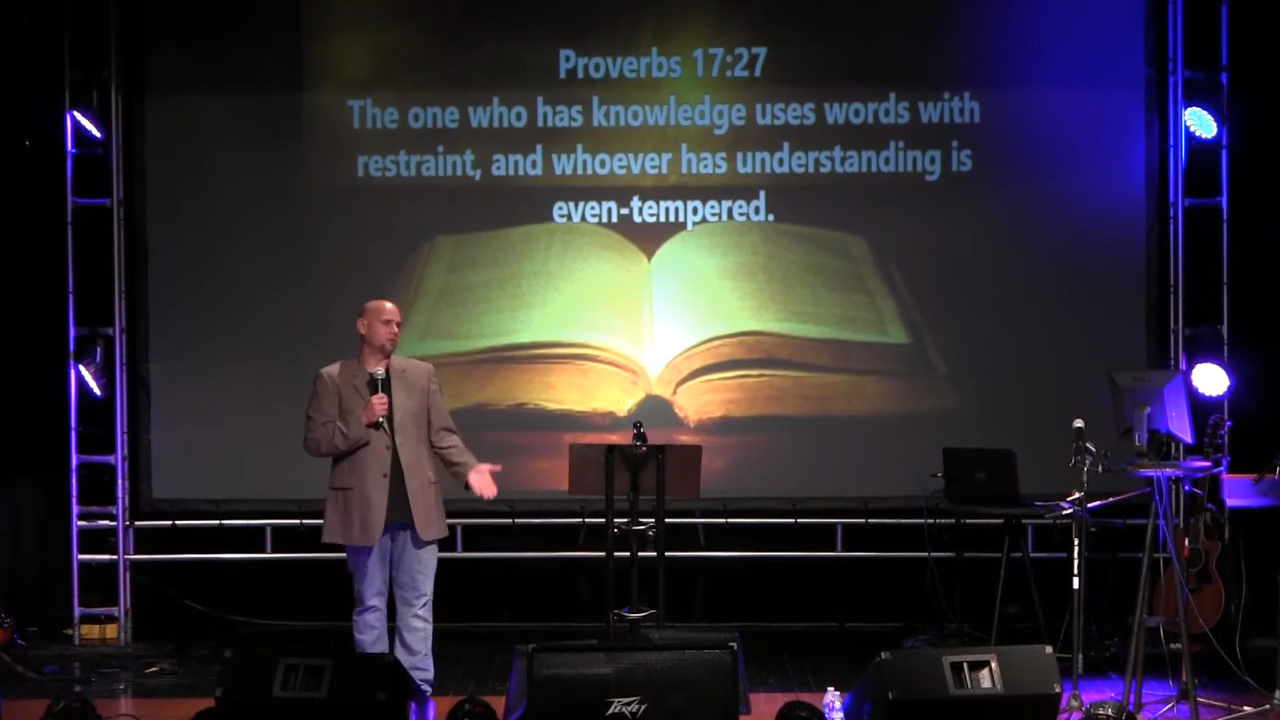 Proverbs 17:27
The one who has knowledge uses words with
restraint, and whoever has understanding is
even-tempered.
PEAVEY